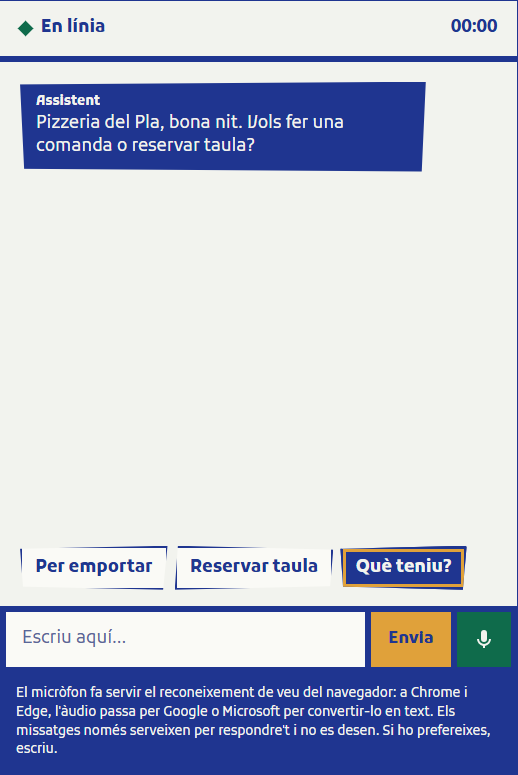 En línia
00:00
Assistent
Pizzeria del Pla, bona nit. Vols fer una
comanda o reservar taula?
Per emportar
Reservar taula
Què teniu?
Escriu aquí...
Envia
El micròfon fa servir el reconeixement de veu del navegador: a Chrome i
Edge, l'àudio passa per Google o Microsoft per convertir-lo en text. Els
missatges només serveixen per respondre't i no es desen. Si ho prefereixes,
escriu.